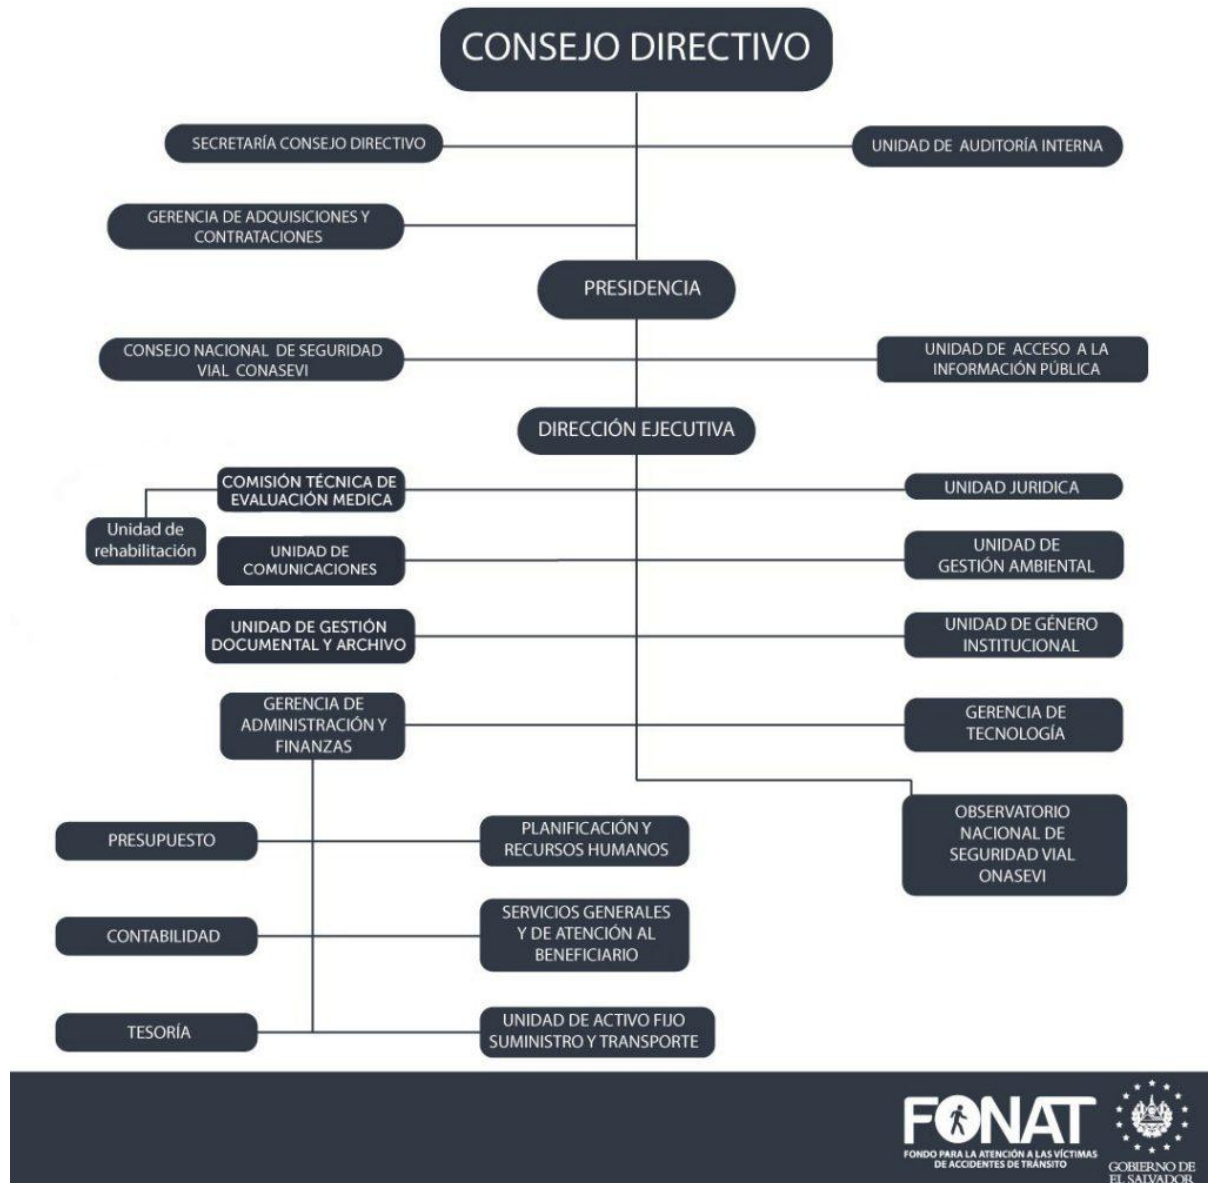 CONSEJO DIRECTIVO
SECRETARÍA CONSEJO DIRECTIVO
UNIDAD DE AUDITORÍA INTERNA
GERENCIA DE ADQUISICIONES Y
CONTRATACIONES
PRESIDENCIA
CONSEJO NACIONAL DE SEGURIDAD
VIAL CONASEVI
UNIDAD DE ACCESO A LA
INFORMACIÓN PÚBLICA
DIRECCIÓN EJECUTIVA
COMISIÓN TÉCNICA DE
EVALUACIÓN MEDICA
UNIDAD JURIDICA
Unidad de
rehabilitación
UNIDAD DE
COMUNICACIONES
UNIDAD DE
GESTIÓN AMBIENTAL
UNIDAD DE GESTIÓN
DOCUMENTAL Y ARCHIVO
UNIDAD DE GÉNERO
INSTITUCIONAL
GERENCIA DE
ADMINISTRACIÓN Y
FINANZAS
GERENCIA DE
TECNOLOGÍA
OBSERVATORIO
NACIONAL DE
SEGURIDAD VIAL
ONASEVI
PRESUPUESTO
PLANIFICACIÓN Y
RECURSOS HUMANOS
CONTABILIDAD
SERVICIOS GENERALES
Y DE ATENCIÓN AL
BENEFICIARIO
TESORÍA
UNIDAD DE ACTIVO FIJO
SUMINISTRO Y TRANSPORTE
FONAT
FONDO PARA LA ATENCIÓN A LAS VÍCTIMAS
DE ACCIDENTES DE TRÁNSITO
GOBIERNO DE
EL SALVADOR